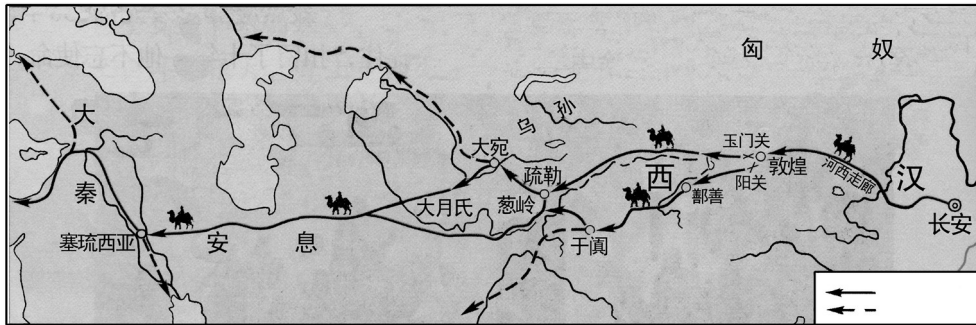 匈 奴
大
秦
乌 孙
大宛
疏勒
葱岭
大月氏
西
玉门关
敦煌
阳关
鄯善
河西走廊
汉
长安
于阗
塞琉西亚
安 息